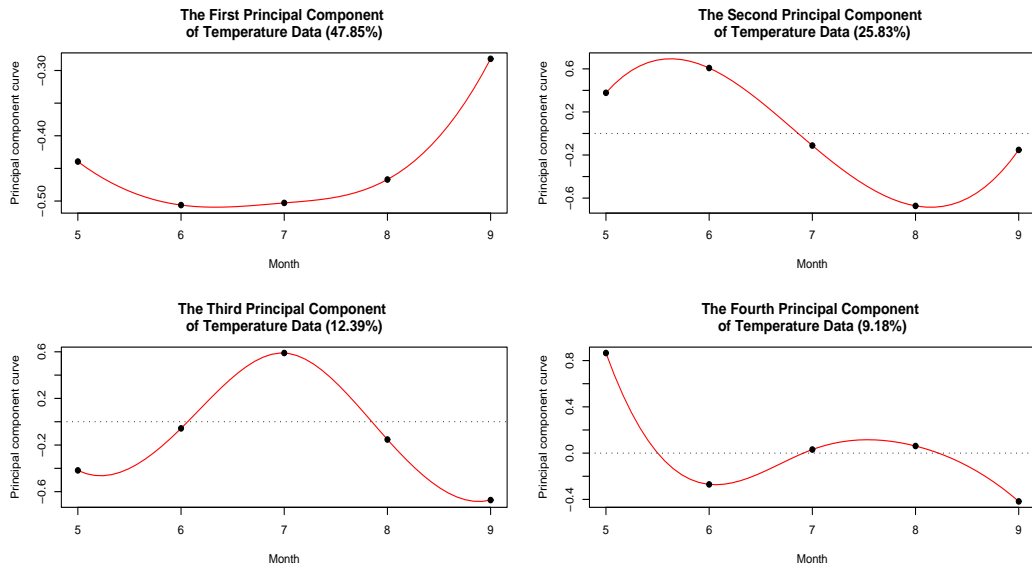 The First Principal Component
of Temperature Data (47.85%)
Principal component curve
−0.30
−0.40
−0.50
5 6 7 8 9
Month
The Second Principal Component
of Temperature Data (25.83%)
Principal component curve
0.6
0.2
−0.2
−0.6
5 6 7 8 9
Month
The Third Principal Component
of Temperature Data (12.39%)
Principal component curve
0.6
0.2
−0.2
−0.6
5 6 7 8 9
Month
The Fourth Principal Component
of Temperature Data (9.18%)
Principal component curve
0.8
0.4
0.0
−0.4
5 6 7 8 9
Month